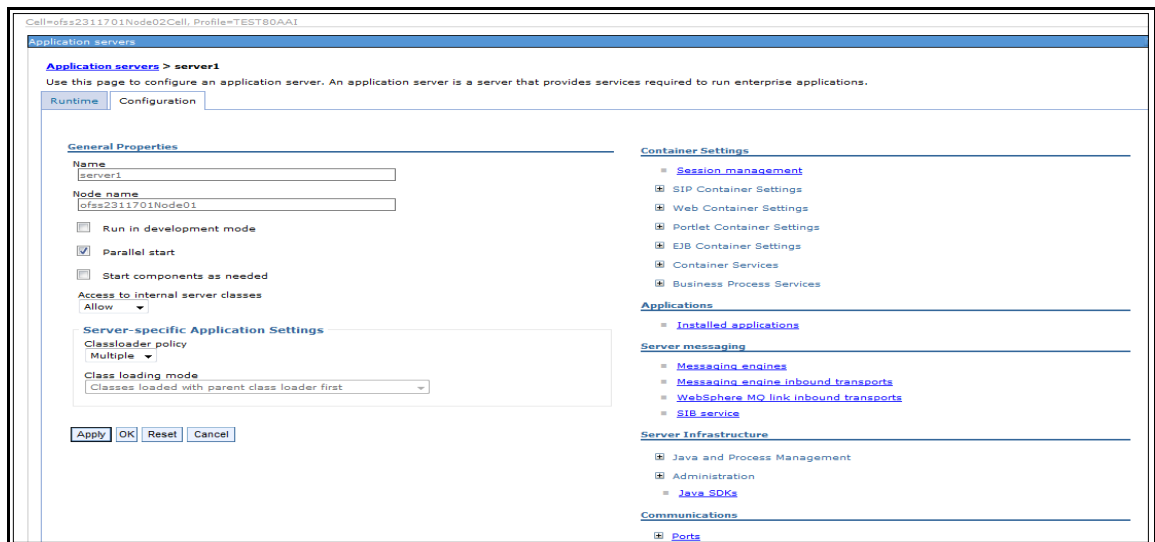 Cell=ofss2311701Node02Cell, Profile=TEST80AAI
Application servers
Application servers > server1
Use this page to configure an application server. An application server is a server that provides services required to run enterprise applications.
Runtime
Configuration
General Properties
Name
server1
Node name
ofss2311701Node01
Run in development mode
Parallel start
Start components as needed
Access to internal server classes
Allow
Server-specific Application Settings
Classloader policy
Multiple
Class loading mode
Classes loaded with parent class loader first
Apply OK Reset Cancel
Container Settings
Session management
SIP Container Settings
Web Container Settings
Portlet Container Settings
EJB Container Settings
Container Services
Business Process Services
Applications
Installed applications
Server messaging
Messaging engines
Messaging engine inbound transports
WebSphere MQ link inbound transports
SIB service
Server Infrastructure
Java and Process Management
Administration
Java SDKs
Communications
Ports